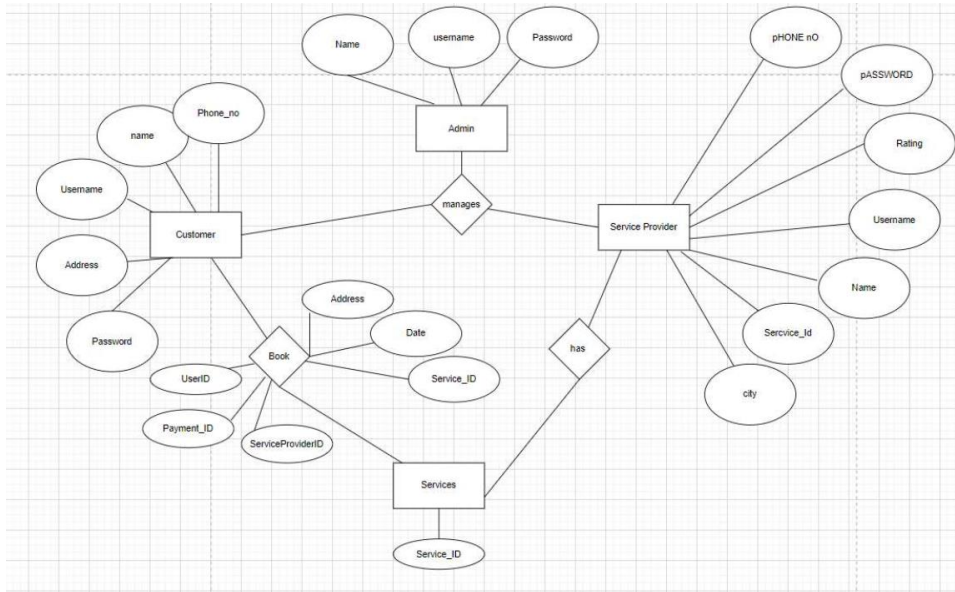 Name
username
Password
pHONE nO
pASSWORD
Phone_no
name
Admin
Rating
Username
manages
Username
Customer
Service Provider
Address
Name
Address
Password
Date
Sercvice_Id
Book
has
UserID
Service_ID
city
Payment_ID
ServiceProviderID
Services
Service_ID